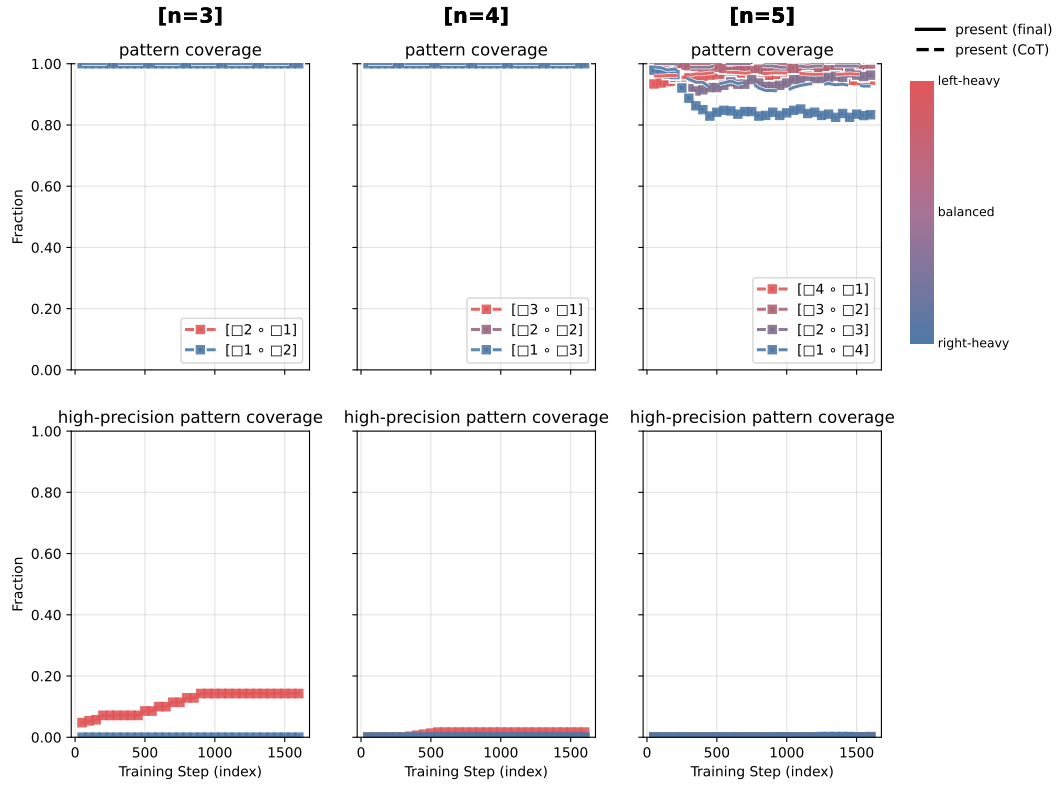 [n=3]
[n=4]
[n=5]
present (final)
present (CoT)
pattern coverage
pattern coverage
pattern coverage
left-heavy
balanced
right-heavy
1.00
0.80
0.60
0.40
0.20
0.00
Fraction
[□2 ∘ □1]
[□1 ∘ □2]
[□3 ∘ □1]
[□2 ∘ □2]
[□1 ∘ □3]
[□4 ∘ □1]
[□3 ∘ □2]
[□2 ∘ □3]
[□1 ∘ □4]
high-precision pattern coverage
high-precision pattern coverage
high-precision pattern coverage
1.00
0.80
0.60
0.40
0.20
0.00
Fraction
0 500 1000 1500
0 500 1000 1500
0 500 1000 1500
Training Step (index)
Training Step (index)
Training Step (index)